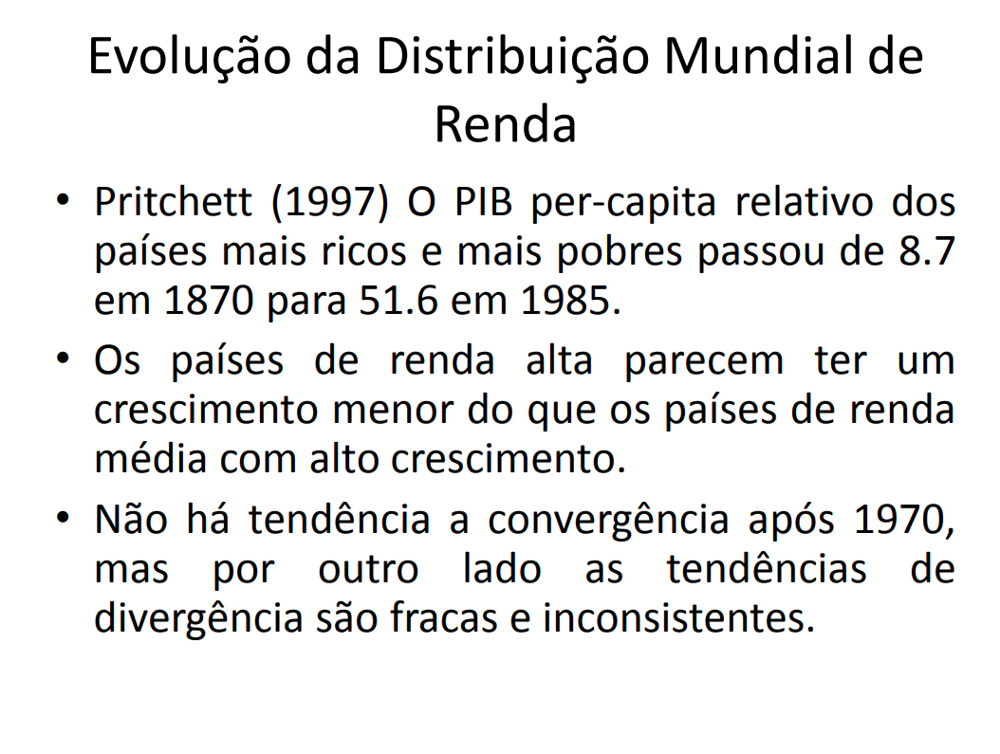 Evolução da Distribuição Mundial de
Renda
• Pritchett (1997) O PIB per-capita relativo dos
países mais ricos e mais pobres passou de 8.7
em 1870 para 51.6 em 1985.
• Os países de renda alta parecem ter um
crescimento menor do que os países de renda
média com alto crescimento.
• Não há tendência a convergência após 1970,
mas por outro lado as tendências de
divergência são fracas e inconsistentes.